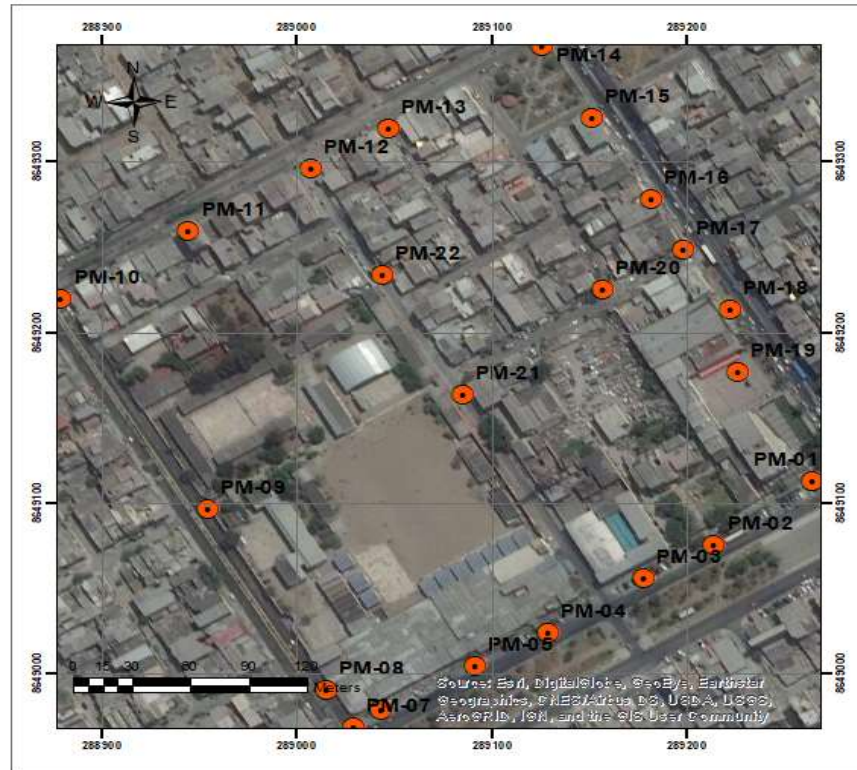 288900 289000 289100 289200
N
W E
S
PM-14
PM-13
PM-15
PM-12
8649300 8649300
PM-16
PM-11
PM-17
PM-22
PM-20
PM-10
PM-18
8649200 8649200
PM-19
PM-21
PM-01
PM-09
8649100 8649100
PM-02
PM-03
PM-04
PM-05
PM-08
0 15 30 60 90 120
Meters
8649000 8649000
PM-07
Source: Esri, DigitalGlobe, GeoEye, Earthstar
Geographics, CNES/Airbus DS, USDA, USGS,
AeroGRID, IGN, and the GIS User Community
288900 289000 289100 289200